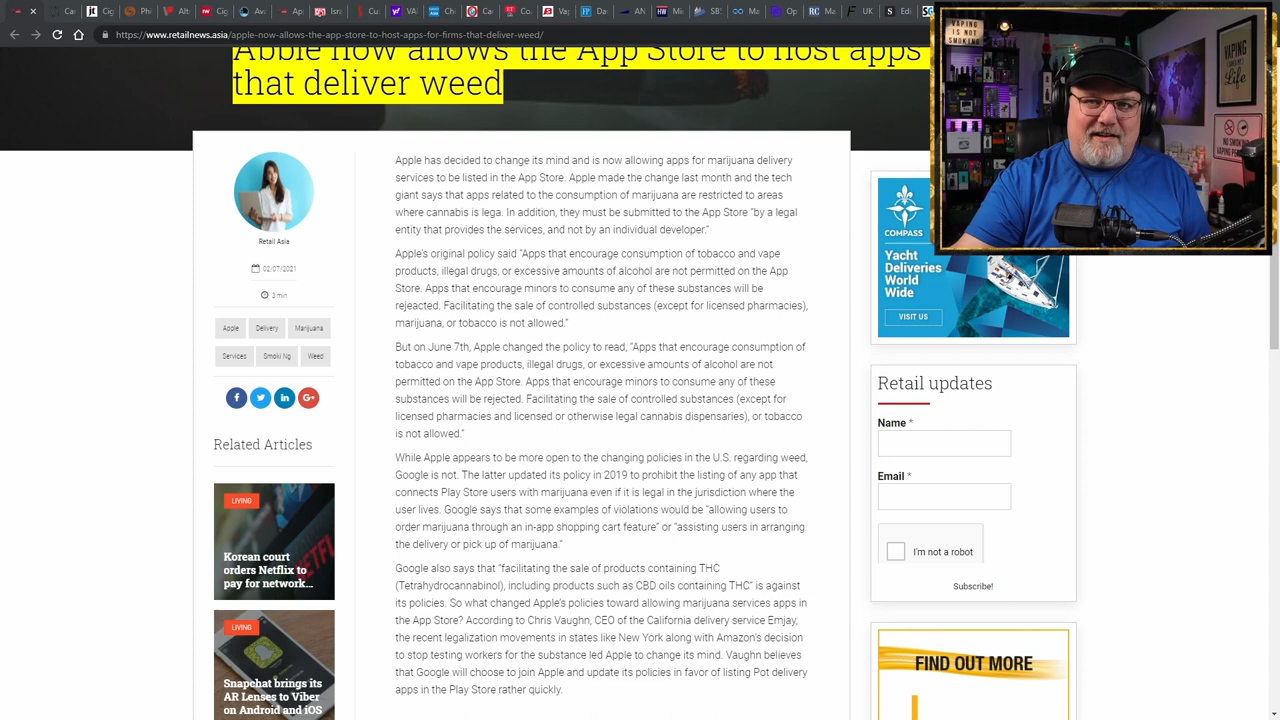 https://www.retailnews.asia/apple-now-allows-the-app-store-to-host-apps-for-firms-that-deliver-weed/
Apple now allows the App Store to host apps
that deliver weed
VAPING
IS NOT
SMOKING
VAPING
Life
Retail Asia
02/07/2021
3 min
Apple
Delivery
Marijuana
Services
Smoki Ng
Weed
Related Articles
LIVING
Korean court
orders Netflix to
pay for network...
LIVING
Snapchat brings its
AR Lenses to Viber
on Android and iOS
Apple has decided to change its mind and is now allowing apps for marijuana delivery
services to be listed in the App Store. Apple made the change last month and the tech
giant says that apps related to the consumption of marijuana are restricted to areas
where cannabis is lega. In addition, they must be submitted to the App Store "by a legal
entity that provides the services, and not by an individual developer."
Apple's original policy said "Apps that encourage consumption of tobacco and vape
products, illegal drugs, or excessive amounts of alcohol are not permitted on the App
Store. Apps that encourage minors to consume any of these substances will be
rejected. Facilitating the sale of controlled substances (except for licensed pharmacies),
marijuana, or tobacco is not allowed."
But on June 7th, Apple changed the policy to read, "Apps that encourage consumption of
tobacco and vape products, illegal drugs, or excessive amounts of alcohol are not
permitted on the App Store. Apps that encourage minors to consume any of these
substances will be rejected. Facilitating the sale of controlled substances (except for
licensed pharmacies and licensed or otherwise legal cannabis dispensaries), or tobacco
is not allowed."
While Apple appears to be more open to the changing policies in the U.S. regarding weed,
Google is not. The latter updated its policy in 2019 to prohibit the listing of any app that
connects Play Store users with marijuana even if it is legal in the jurisdiction where the
user lives. Google says that some examples of violations would be "allowing users to
order marijuana through an in-app shopping cart feature" or "assisting users in arranging
the delivery or pick up of marijuana."
Google also says that "facilitating the sale of products containing THC
(Tetrahydrocannabinol), including products such as CBD oils containing THC" is against
its policies. So what changed Apple's policies toward allowing marijuana services apps in
the App Store? According to Chris Vaughn, CEO of the California delivery service Emjay,
the recent legalization movements in states like New York along with Amazon's decision
to stop testing workers for the substance led Apple to change its mind. Vaughn believes
that Google will choose to join Apple and update its policies in favor of listing Pot delivery
apps in the Play Store rather quickly.
COMPASS
Yacht
Deliveries
World
Wide
VISIT US
Retail updates
Name *
Email *
I'm not a robot
Subscribe!
FIND OUT MORE